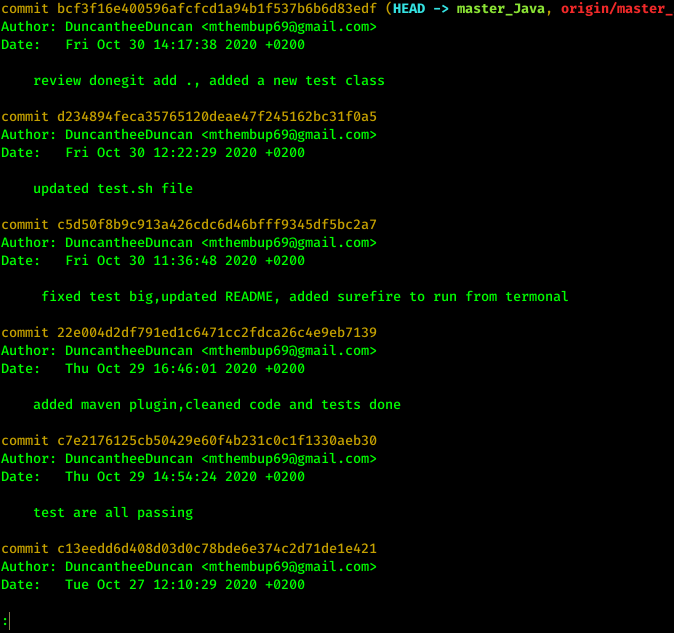 commit bcf3f16e400596afcfcd1a94b1f537b6b6d83edf (HEAD -> master_Java, origin/master_
Author: DuncantheeDuncan <mthembup69@gmail.com>
Date:   Fri Oct 30 14:17:38 2020 +0200
review donegit add ., added a new test class
commit d234894feca35765120deae47f245162bc31f0a5
Author: DuncantheeDuncan <mthembup69@gmail.com>
Date:   Fri Oct 30 12:22:29 2020 +0200
updated test.sh file
commit c5d50f8b9c913a426cdc6d46bfff9345df5bc2a7
Author: DuncantheeDuncan <mthembup69@gmail.com>
Date:   Fri Oct 30 11:36:48 2020 +0200
fixed test big,updated README, added surefire to run from termonal
commit 22e004d2df791ed1c6471cc2fdca26c4e9eb7139
Author: DuncantheeDuncan <mthembup69@gmail.com>
Date:   Thu Oct 29 16:46:01 2020 +0200
added maven plugin,cleaned code and tests done
commit c7e2176125cb50429e60f4b231c0c1f1330aeb30
Author: DuncantheeDuncan <mthembup69@gmail.com>
Date:   Thu Oct 29 14:54:24 2020 +0200
test are all passing
commit c13eedd6d408d03d0c78bde6e374c2d71de1e421
Author: DuncantheeDuncan <mthembup69@gmail.com>
Date:   Tue Oct 27 12:10:29 2020 +0200
: